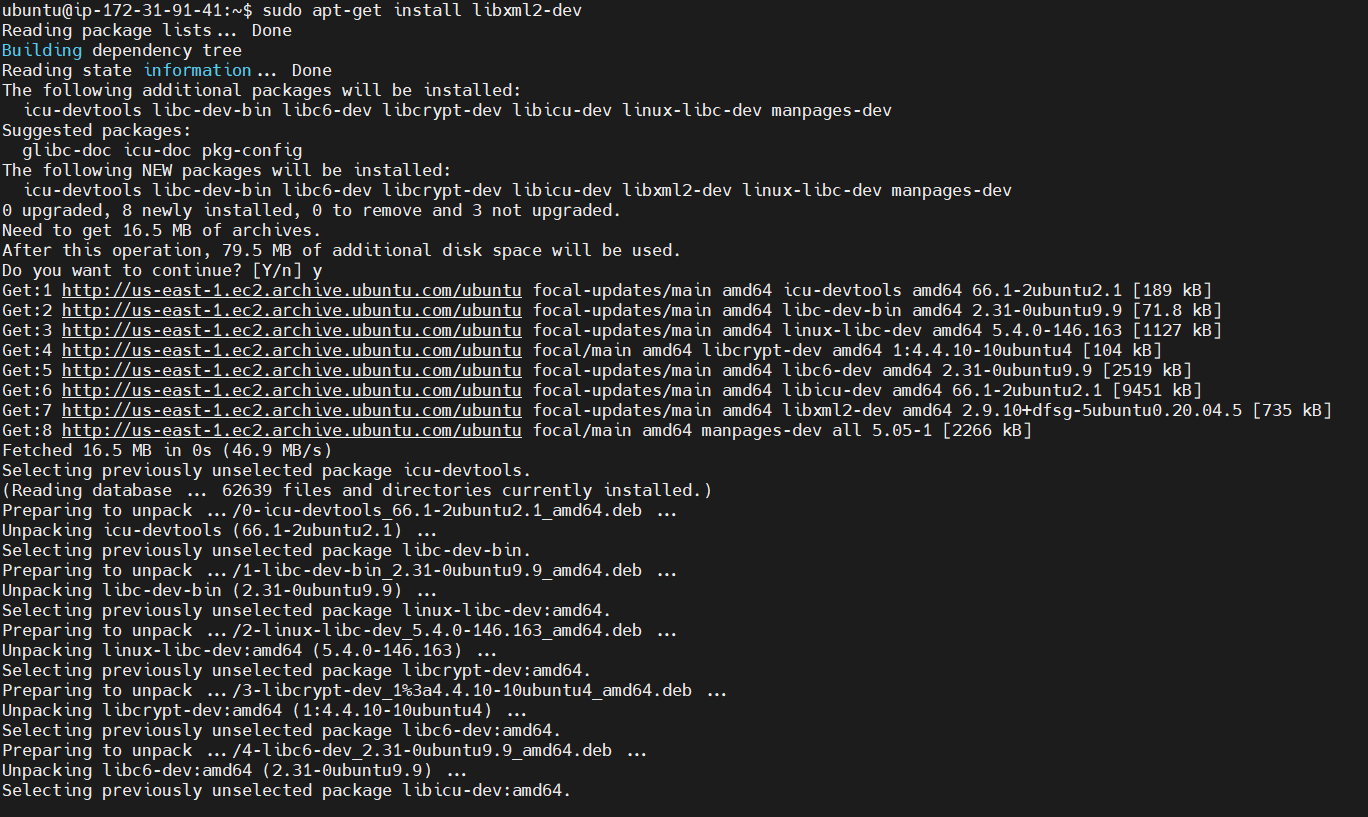 ubuntu@ip-172-31-91-41:~$ sudo apt-get install libxml2-dev
Reading package lists... Done
Building dependency tree
Reading state information... Done
The following additional packages will be installed:
  icu-devtools libc-dev-bin libc6-dev libcrypt-dev libicu-dev linux-libc-dev manpages-dev
Suggested packages:
  glibc-doc icu-doc pkg-config
The following NEW packages will be installed:
  icu-devtools libc-dev-bin libc6-dev libcrypt-dev libicu-dev libxml2-dev linux-libc-dev manpages-dev
0 upgraded, 8 newly installed, 0 to remove and 3 not upgraded.
Need to get 16.5 MB of archives.
After this operation, 79.5 MB of additional disk space will be used.
Do you want to continue? [Y/n] y
Get:1 http://us-east-1.ec2.archive.ubuntu.com/ubuntu focal-updates/main amd64 icu-devtools amd64 66.1-2ubuntu2.1 [189 kB]
Get:2 http://us-east-1.ec2.archive.ubuntu.com/ubuntu focal-updates/main amd64 libc-dev-bin amd64 2.31-0ubuntu9.9 [71.8 kB]
Get:3 http://us-east-1.ec2.archive.ubuntu.com/ubuntu focal-updates/main amd64 linux-libc-dev amd64 5.4.0-146.163 [1127 kB]
Get:4 http://us-east-1.ec2.archive.ubuntu.com/ubuntu focal/main amd64 libcrypt-dev amd64 1:4.4.10-10ubuntu4 [104 kB]
Get:5 http://us-east-1.ec2.archive.ubuntu.com/ubuntu focal-updates/main amd64 libc6-dev amd64 2.31-0ubuntu9.9 [2519 kB]
Get:6 http://us-east-1.ec2.archive.ubuntu.com/ubuntu focal-updates/main amd64 libicu-dev amd64 66.1-2ubuntu2.1 [9451 kB]
Get:7 http://us-east-1.ec2.archive.ubuntu.com/ubuntu focal-updates/main amd64 libxml2-dev amd64 2.9.10+dfsg-5ubuntu0.20.04.5 [735 kB]
Get:8 http://us-east-1.ec2.archive.ubuntu.com/ubuntu focal/main amd64 manpages-dev all 5.05-1 [2266 kB]
Fetched 16.5 MB in 0s (46.9 MB/s)
Selecting previously unselected package icu-devtools.
(Reading database ... 62639 files and directories currently installed.)
Preparing to unpack .../0-icu-devtools_66.1-2ubuntu2.1_amd64.deb ...
Unpacking icu-devtools (66.1-2ubuntu2.1) ...
Selecting previously unselected package libc-dev-bin.
Preparing to unpack .../1-libc-dev-bin_2.31-0ubuntu9.9_amd64.deb ...
Unpacking libc-dev-bin (2.31-0ubuntu9.9) ...
Selecting previously unselected package linux-libc-dev:amd64.
Preparing to unpack .../2-linux-libc-dev_5.4.0-146.163_amd64.deb ...
Unpacking linux-libc-dev:amd64 (5.4.0-146.163) ...
Selecting previously unselected package libcrypt-dev:amd64.
Preparing to unpack .../3-libcrypt-dev_1%3a4.4.10-10ubuntu4_amd64.deb ...
Unpacking libcrypt-dev:amd64 (1:4.4.10-10ubuntu4) ...
Selecting previously unselected package libc6-dev:amd64.
Preparing to unpack .../4-libc6-dev_2.31-0ubuntu9.9_amd64.deb ...
Unpacking libc6-dev:amd64 (2.31-0ubuntu9.9) ...
Selecting previously unselected package libicu-dev:amd64.